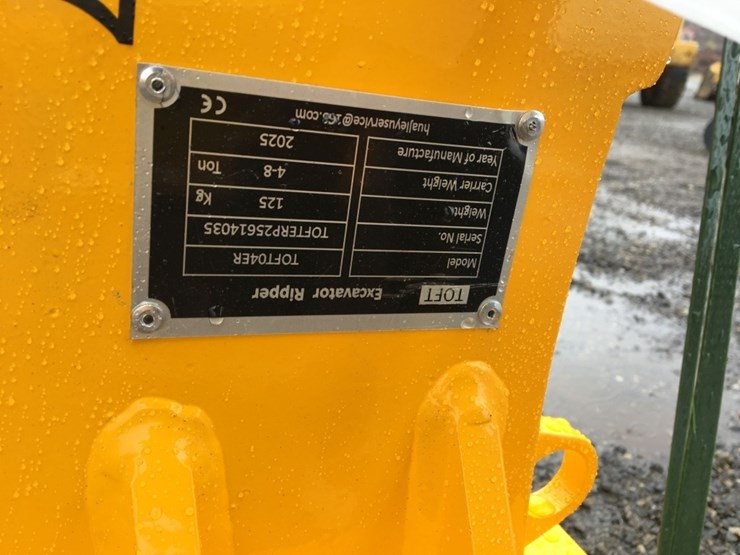 TOFT Excavator Ripper
Model TOFT04ER
Serial No. TOFTERP25614035
Weight 125 Kg
Carrier Weight 4-8 Ton
Year of Manufacture 2025
huajleyuservice@163.com CE